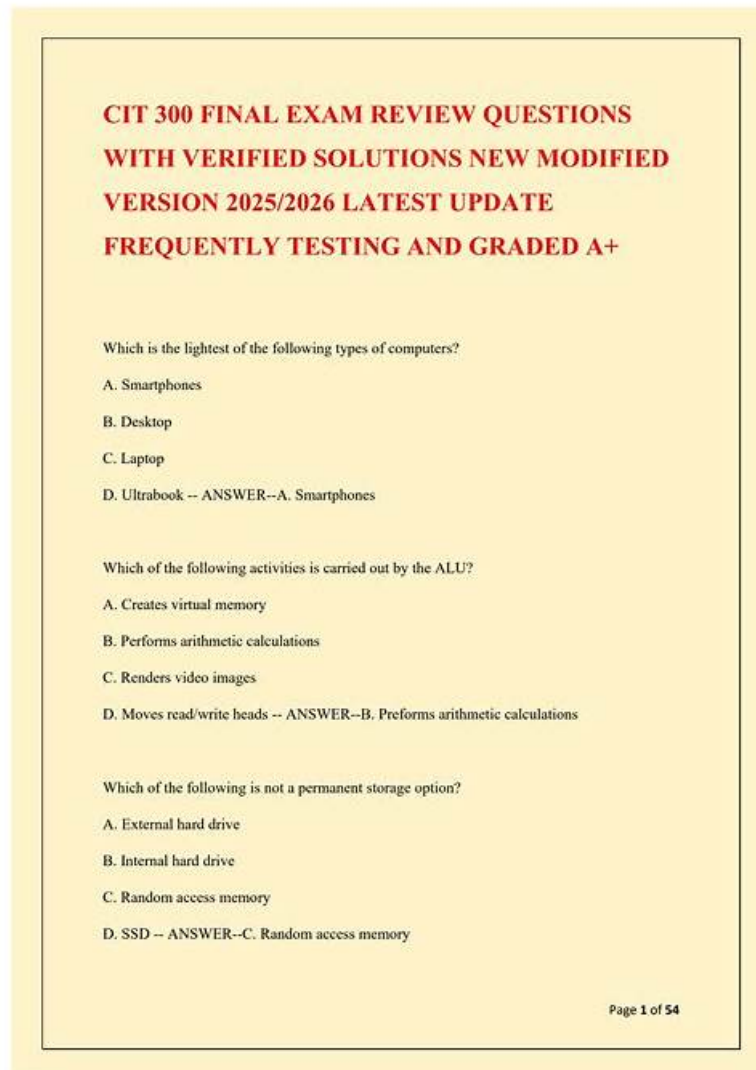 CIT 300 FINAL EXAM REVIEW QUESTIONS
WITH VERIFIED SOLUTIONS NEW MODIFIED
VERSION 2025/2026 LATEST UPDATE
FREQUENTLY TESTING AND GRADED A+
Which is the lightest of the following types of computers?
A. Smartphones
B. Desktop
C. Laptop
D. Ultrabook -- ANSWER--A. Smartphones
Which of the following activities is carried out by the ALU?
A. Creates virtual memory
B. Performs arithmetic calculations
C. Renders video images
D. Moves read/write heads -- ANSWER--B. Preforms arithmetic calculations
Which of the following is not a permanent storage option?
A. External hard drive
B. Internal hard drive
C. Random access memory
D. SSD -- ANSWER--C. Random access memory
Page 1 of 54